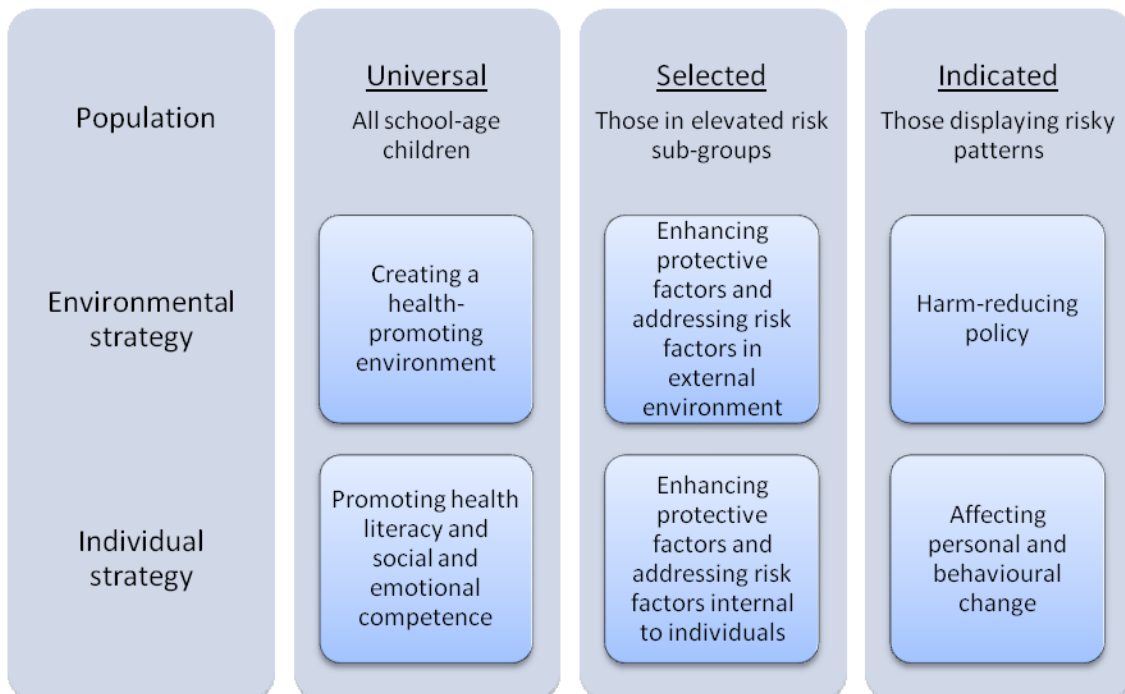 Population
Universal
All school-age
children
Selected
Those in elevated risk
sub-groups
Indicated
Those displaying risky
patterns
Environmental
strategy
Creating a
health-
promoting
environment
Enhancing
protective
factors and
addressing risk
factors in
external
environment
Harm-reducing
policy
Individual
strategy
Promoting health
literacy and
social and
emotional
competence
Enhancing
protective
factors and
addressing risk
factors internal
to individuals
Affecting
personal and
behavioural
change